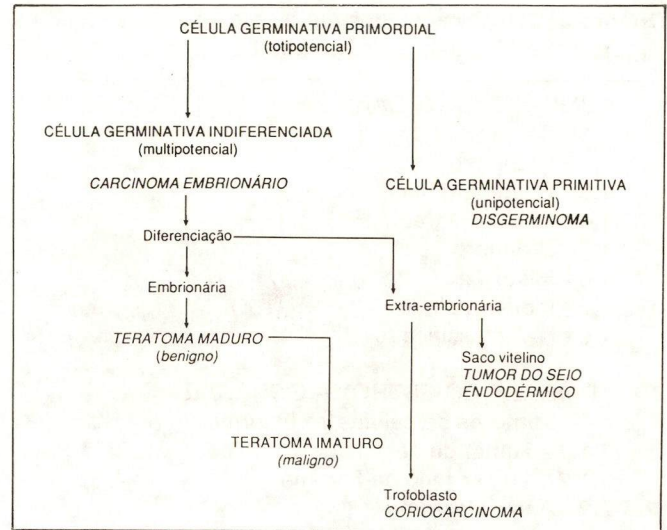 CÉLULA GERMINATIVA PRIMORDIAL
(totipotencial)
CÉLULA GERMINATIVA INDIFERENCIADA
(multipotencial)
CARCINOMA EMBRIONÁRIO
CÉLULA GERMINATIVA PRIMITIVA
(unipotencial)
DISGERMINOMA
Diferenciação
Embrionária
Extra-embrionária
TERATOMA MADURO
(benigno)
Saco vitelino
TUMOR DO SEIO
ENDODÉRMICO
TERATOMA IMATURO
(maligno)
Trofoblasto
CORIOCARCINOMA